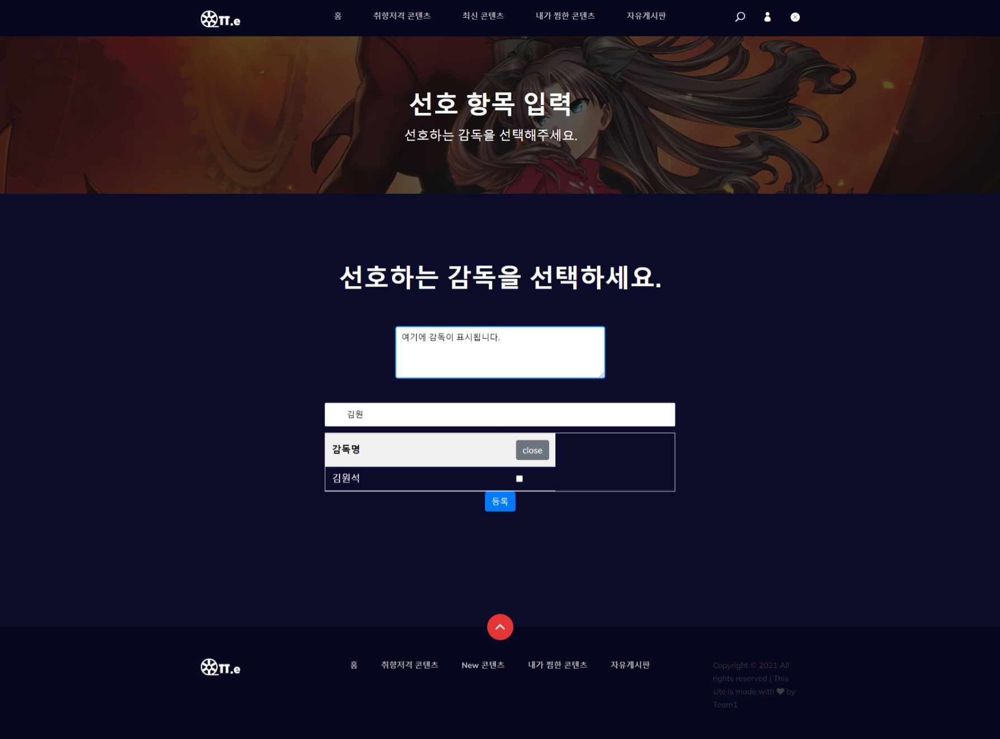 TT.e
홈 취향저격 콘텐츠 최신 콘텐츠 내가 찜한 콘텐츠 자유게시판
선호 항목 입력
선호하는 감독을 선택해주세요.
선호하는 감독을 선택하세요.
여기에 감독이 표시됩니다.
김원
감독명 close
김원석
등록
TT.e
홈 취향저격 콘텐츠 New 콘텐츠 내가 찜한 콘텐츠 자유게시판
Copyright © 2021 All
rights reserved | This
site is made with ♥ by
Team1